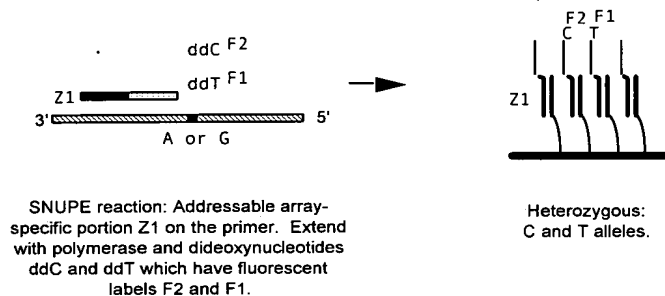 ddC F2
ddT F1
Z1
3' 5'
A or G
F2 F1
C T
Z1
SNUPE reaction: Addressable array-
specific portion Z1 on the primer. Extend
with polymerase and dideoxynucleotides
ddC and ddT which have fluorescent
labels F2 and F1.
Heterozygous:
C and T alleles.